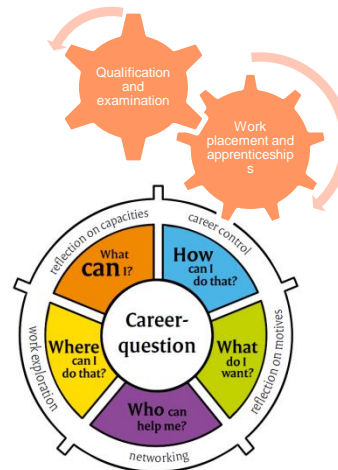 Qualification
and
examination
Work
placement and
apprenticeship
s
reflection on capacities
career control
What
can I?
How
can I
do that?
Career-
question
Where
can I
do that?
What
do I
want?
Who can
help me?
work exploration
reflection on motives
networking